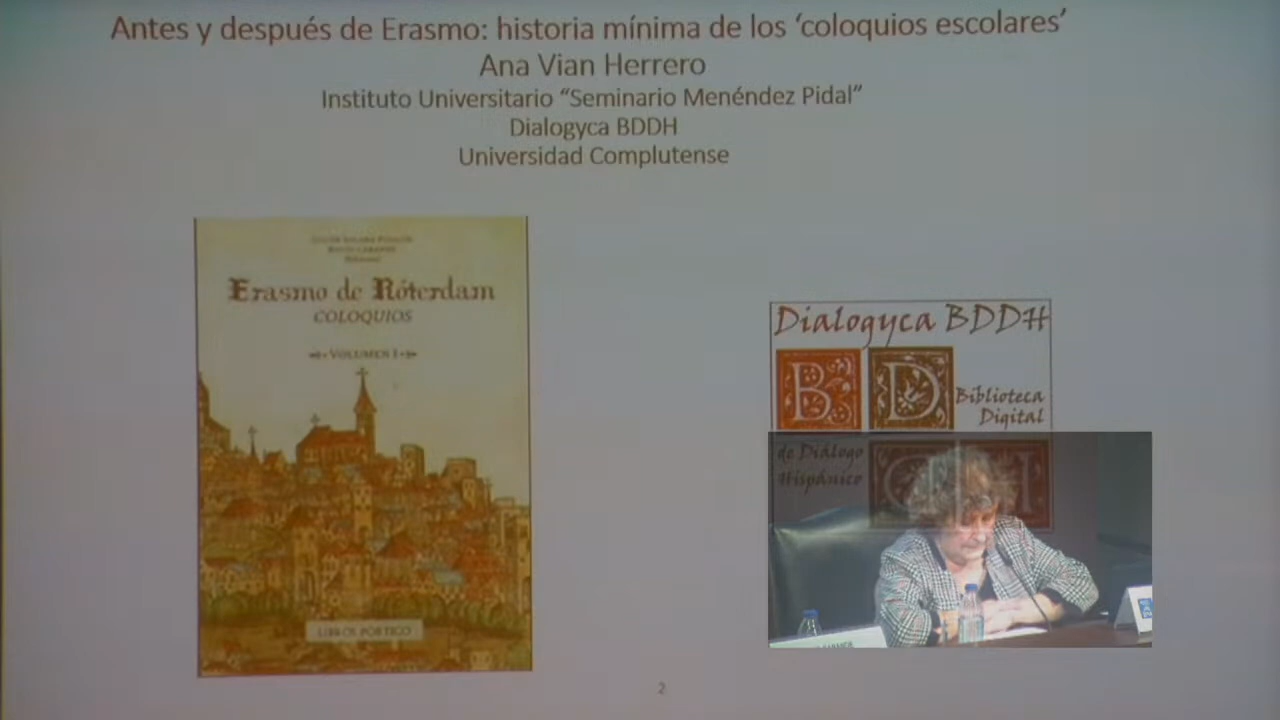 Antes y después de Erasmo: historia mínima de los ‘coloquios escolares’
Ana Vian Herrero
Instituto Universitario “Seminario Menéndez Pidal”
Dialogyca BDDH
Universidad Complutense
Erasmo de Róterdam
COLOQUIOS
VOLUMEN I
LIBROS PÓRTICO
Dialogyca BDDH
B D
Biblioteca
Digital
de Diálogo
Hispánico
2